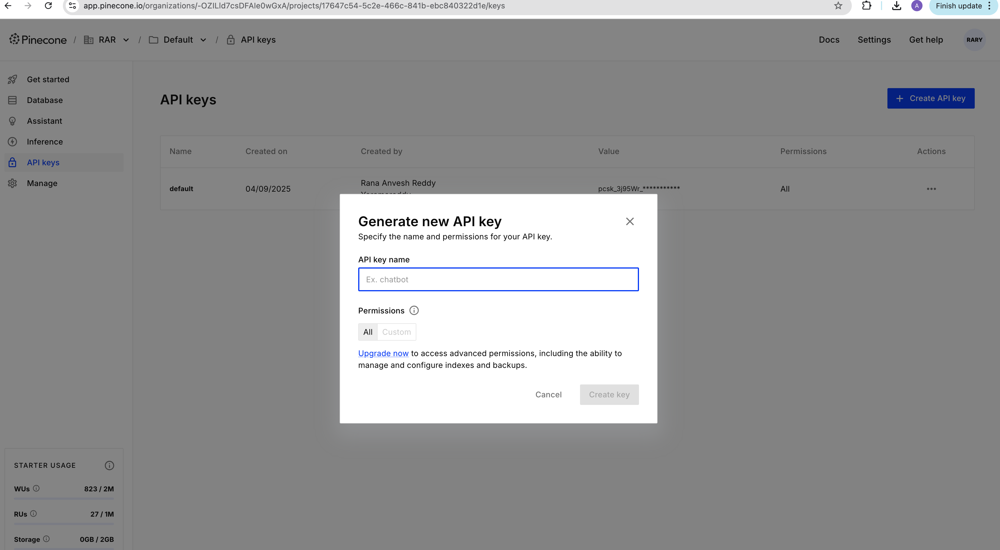 app.pinecone.io/organizations/-OZILld7csDFAle0wGxA/projects/17647c54-5c2e-466c-841b-ebc840322d1e/keys
A
Finish update
Pinecone / RAR / Default / API keys
Docs
Settings
Get help
RARY
Get started
Database
Assistant
Inference
API keys
Manage
API keys
+ Create API key
Name Created on Created by Value Permissions Actions
default 04/09/2025 Rana Anvesh Reddy pcsk_3j95Wr_*********** All
Generate new API key
Specify the name and permissions for your API key.
API key name
Ex. chatbot
Permissions
All Custom
Upgrade now to access advanced permissions, including the ability to
manage and configure indexes and backups.
Cancel
Create key
STARTER USAGE
WUs 823 / 2M
RUs 27 / 1M
Storage 0GB / 2GB